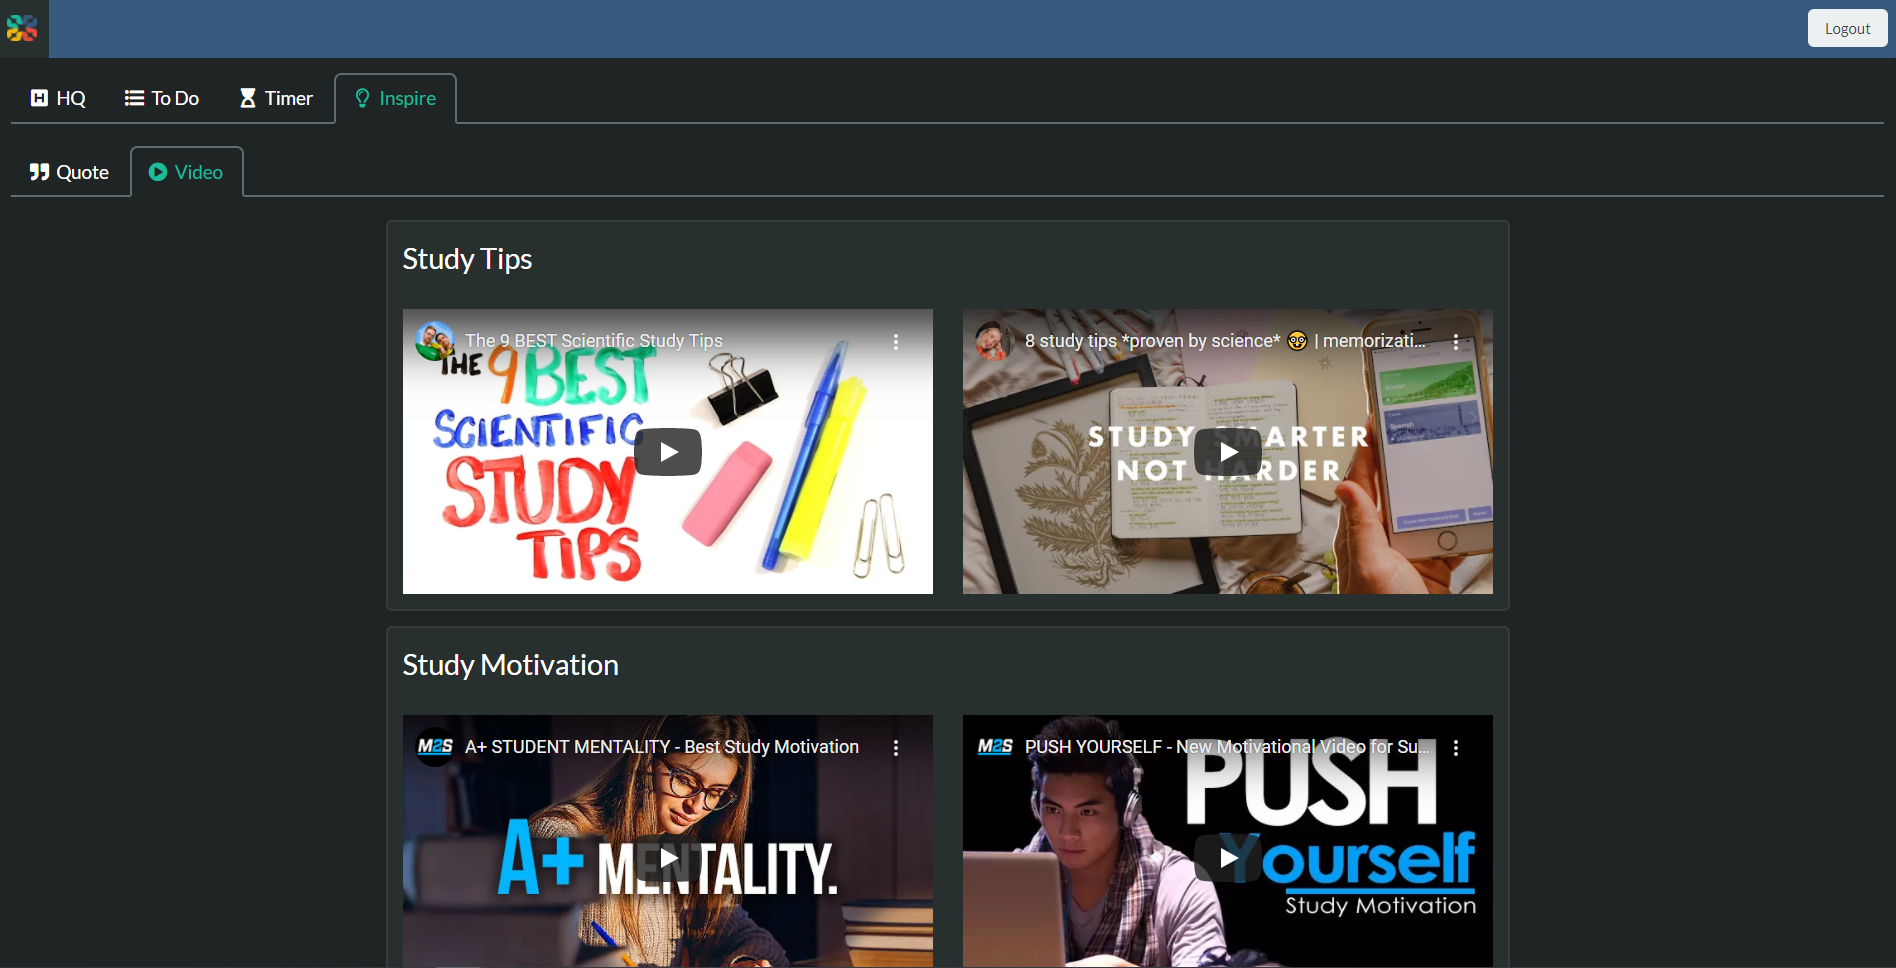 Logout
HQ
To Do
Timer
Inspire
Quote
Video
Study Tips
The 9 BEST Scientific Study Tips
THE 9 BEST
SCIENTIFIC
STUDY
TIPS
8 study tips *proven by science* 🤓 | memorizati...
STUDY SMARTER
NOT HARDER
Korean
Spanish
Study Motivation
M2S
A+ STUDENT MENTALITY - Best Study Motivation
A+ MENTALITY.
M2S
PUSH YOURSELF - New Motivational Video for Su...
PUSH
Yourself
Study Motivation